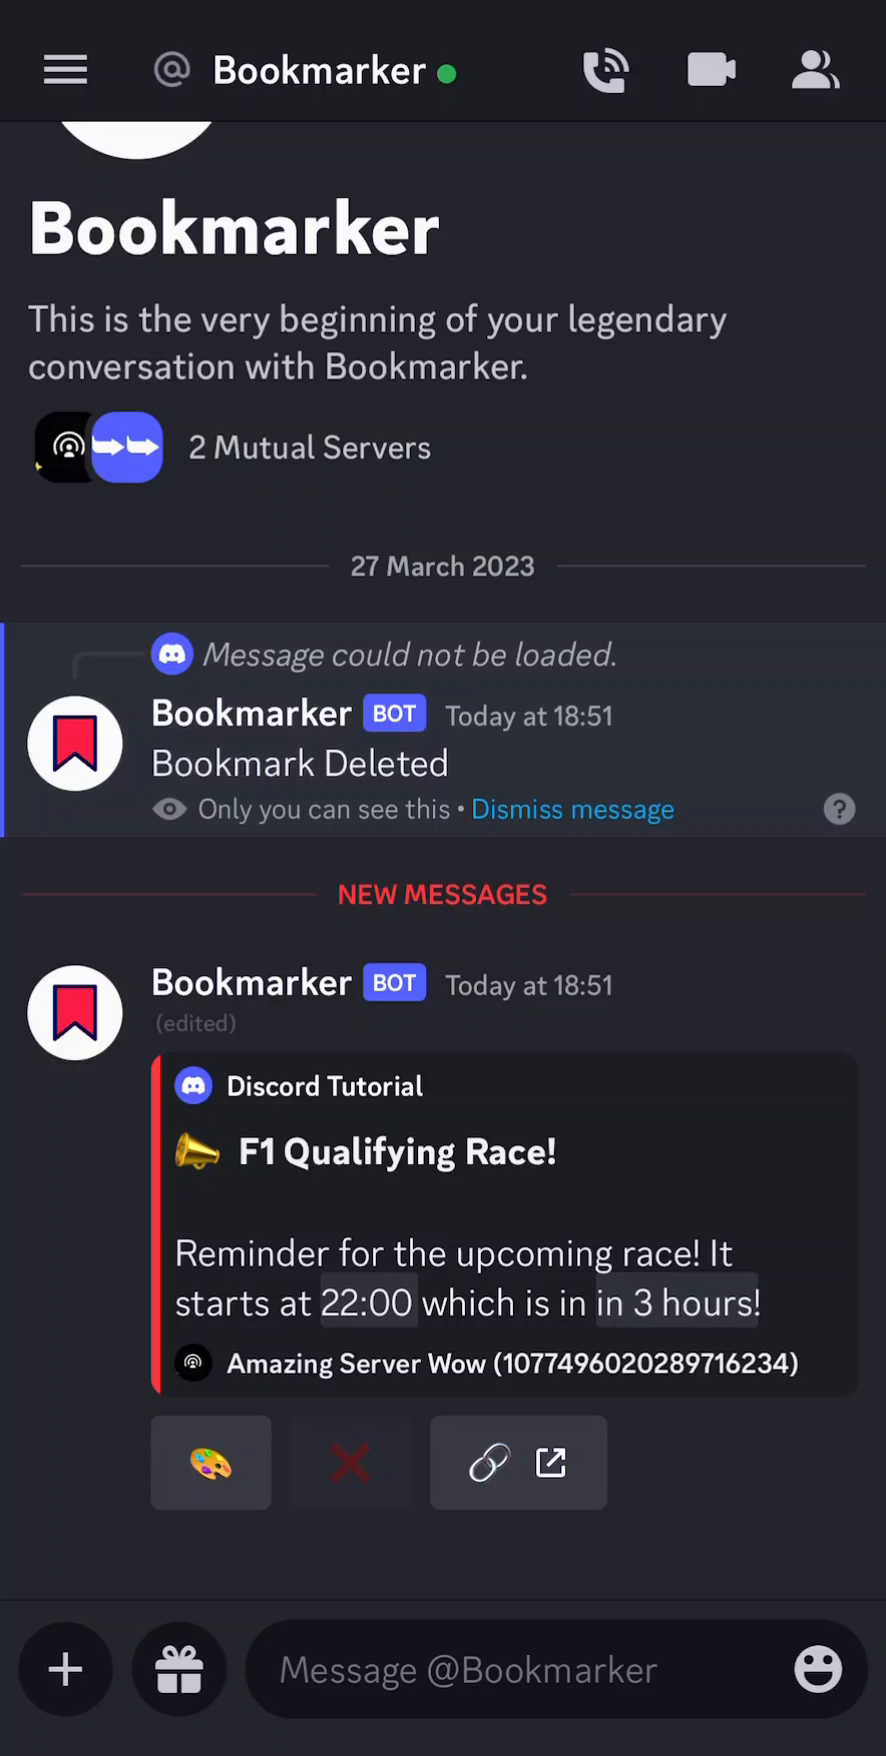 @ Bookmarker
Bookmarker
This is the very beginning of your legendary
conversation with Bookmarker.
2 Mutual Servers
27 March 2023
Message could not be loaded.
Bookmarker BOT Today at 18:51
Bookmark Deleted
Only you can see this • Dismiss message ?
NEW MESSAGES
Bookmarker BOT Today at 18:51
(edited)
Discord Tutorial
F1 Qualifying Race!
Reminder for the upcoming race! It
starts at 22:00 which is in in 3 hours!
Amazing Server Wow (1077496020289716234)
Message @Bookmarker